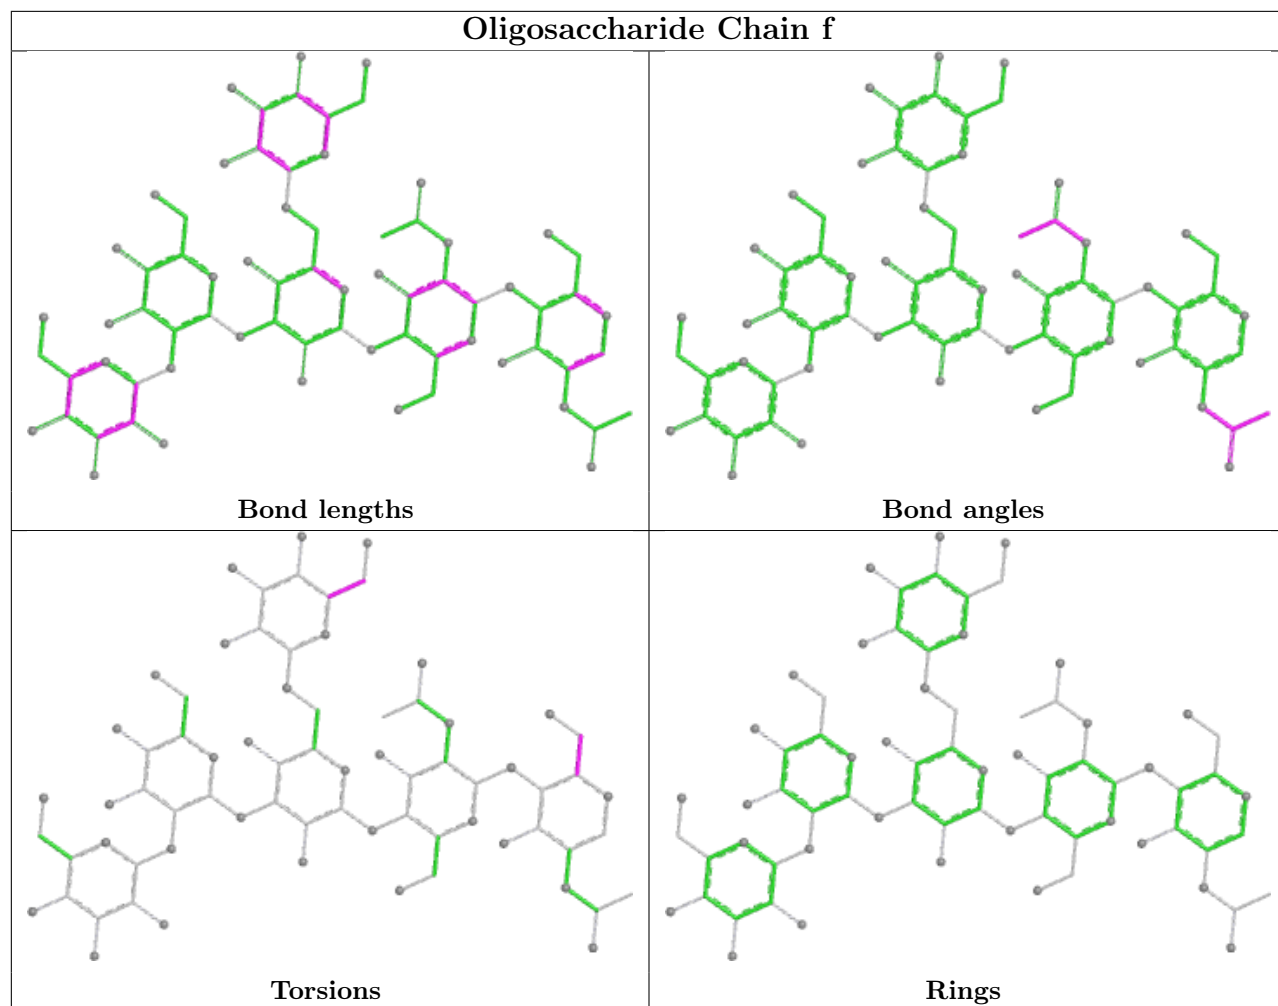 Oligosaccharide Chain f
Bond lengths
Bond angles
Torsions
Rings